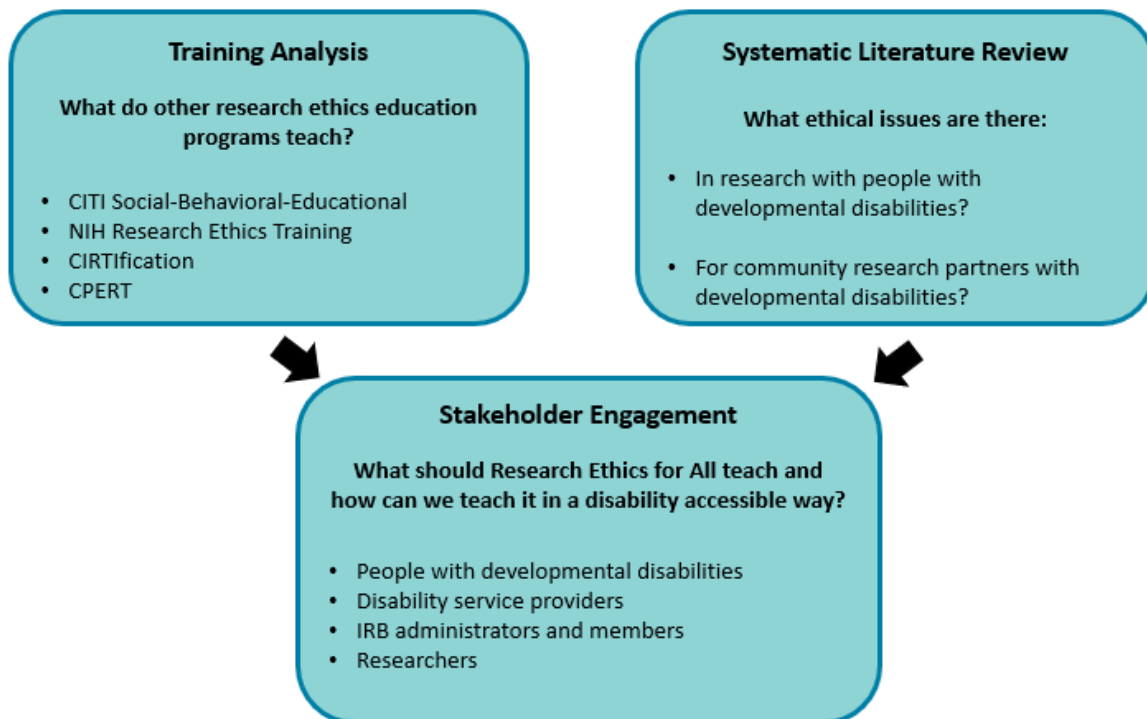 Training Analysis
What do other research ethics education
programs teach?
• CITI Social-Behavioral-Educational
• NIH Research Ethics Training
• CIRTIfication
• CPERT
Systematic Literature Review
What ethical issues are there:
• In research with people with
developmental disabilities?
• For community research partners with
developmental disabilities?
Stakeholder Engagement
What should Research Ethics for All teach and
how can we teach it in a disability accessible way?
• People with developmental disabilities
• Disability service providers
• IRB administrators and members
• Researchers